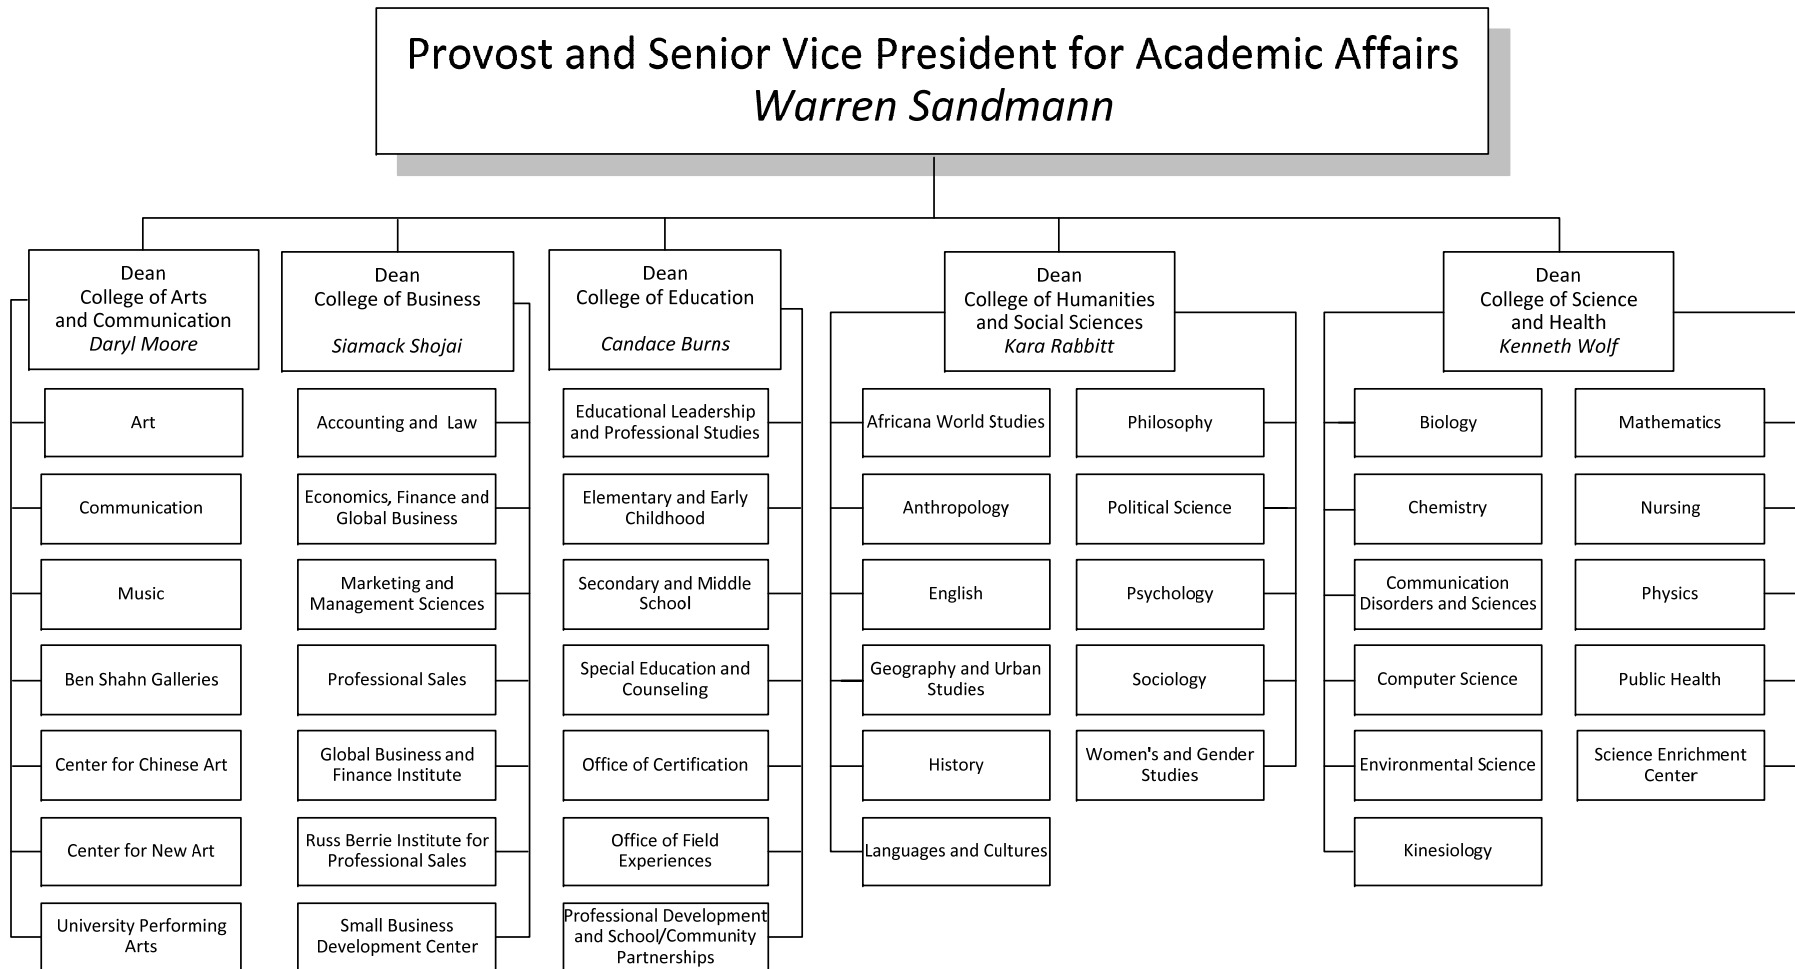 Provost and Senior Vice President for Academic Affairs
Warren Sandmann
Dean
College of Arts
and Communication
Daryl Moore
Art
Communication
Music
Ben Shahn Galleries
Center for Chinese Art
Center for New Art
University Performing
Arts
Dean
College of Business
Siamack Shojai
Accounting and Law
Economics, Finance and
Global Business
Marketing and
Management Sciences
Professional Sales
Global Business and
Finance Institute
Russ Berrie Institute for
Professional Sales
Small Business
Development Center
Dean
College of Education
Candace Burns
Educational Leadership
and Professional Studies
Elementary and Early
Childhood
Secondary and Middle
School
Special Education and
Counseling
Office of Certification
Office of Field
Experiences
Professional Development
and School/Community
Partnerships
Dean
College of Humanities
and Social Sciences
Kara Rabbitt
Africana World Studies
Anthropology
English
Geography and Urban
Studies
History
Languages and Cultures
Philosophy
Political Science
Psychology
Sociology
Women's and Gender
Studies
Dean
College of Science
and Health
Kenneth Wolf
Biology
Chemistry
Communication
Disorders and Sciences
Computer Science
Environmental Science
Kinesiology
Mathematics
Nursing
Physics
Public Health
Science Enrichment
Center